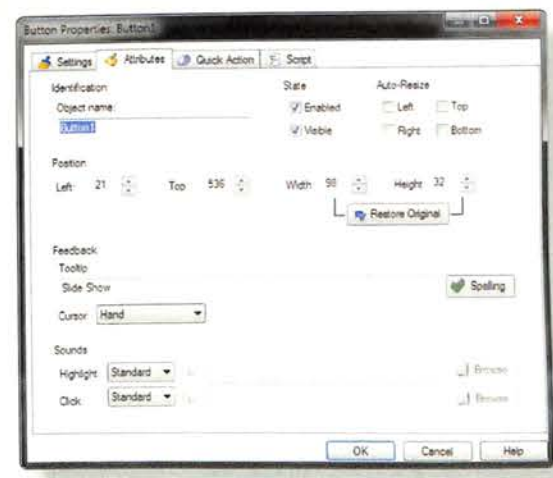 Button Properties: Button1
Settings Attributes Quick Action Script
Identification State Auto-Resize
Object name: Enabled Left Top
Button1 Visible Right Bottom
Position
Left 21 Top 536 Width 98 Height 32
Restore Original
Feedback
Tooltip
Slide Show Spelling
Cursor Hand
Sounds
Highlight Standard Browse
Click Standard Browse
OK Cancel Help